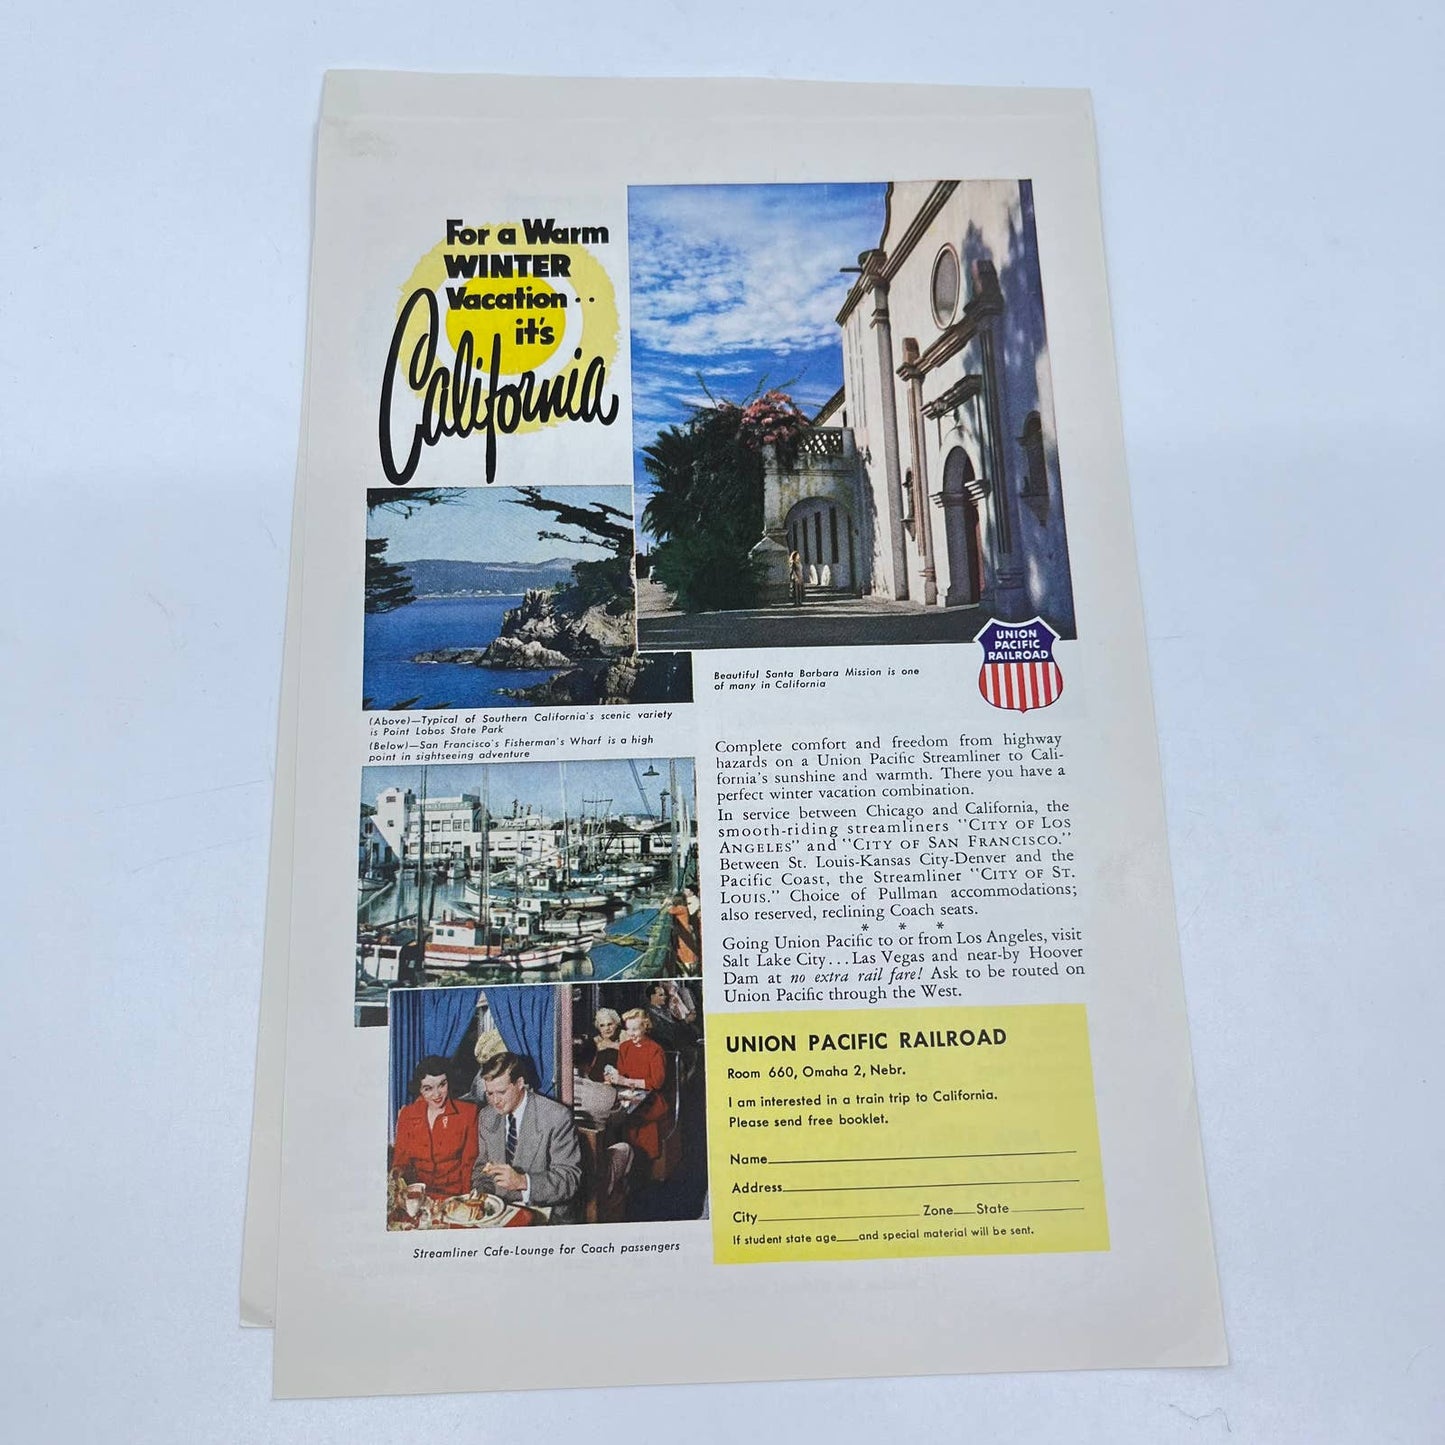 For a Warm
WINTER
Vacation..
it's
California
UNION
PACIFIC
RAILROAD
Beautiful Santa Barbara Mission is one
of many in California
(Above)—Typical of Southern California's scenic variety
is Point Lobos State Park
(Below)—San Francisco's Fisherman's Wharf is a high
point in sightseeing adventure
Complete comfort and freedom from highway
hazards on a Union Pacific Streamliner to Cali-
fornia's sunshine and warmth. There you have a
perfect winter vacation combination.
In service between Chicago and California, the
smooth-riding streamliners "CITY OF LOS
ANGELES" and "CITY OF SAN FRANCISCO."
Between St. Louis-Kansas City-Denver and the
Pacific Coast, the Streamliner "CITY OF ST.
LOUIS." Choice of Pullman accommodations;
also reserved, reclining Coach seats.
* * *
Going Union Pacific to or from Los Angeles, visit
Salt Lake City...Las Vegas and near-by Hoover
Dam at no extra rail fare! Ask to be routed on
Union Pacific through the West.
Streamliner Cafe-Lounge for Coach passengers
UNION PACIFIC RAILROAD
Room 660, Omaha 2, Nebr.
I am interested in a train trip to California.
Please send free booklet.
Name
Address
City Zone State
If student state age and special material will be sent.